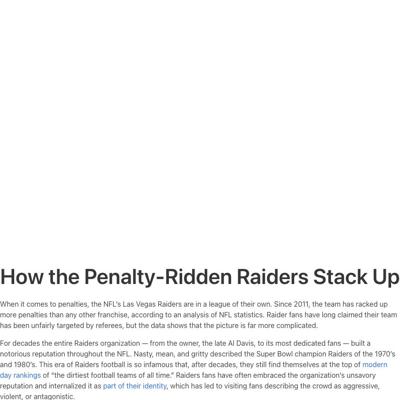 How the Penalty-Ridden Raiders Stack Up
When it comes to penalties, the NFL's Las Vegas Raiders are in a league of their own. Since 2011, the team has racked up
more penalties than any other franchise, according to an analysis of NFL statistics. Raider fans have long claimed their team
has been unfairly targeted by referees, but the data shows that the picture is far more complicated.
For decades the entire Raiders organization — from the owner, the late Al Davis, to its most dedicated fans — built a
notorious reputation throughout the NFL. Nasty, mean, and gritty described the Super Bowl champion Raiders of the 1970's
and 1980's. This era of Raiders football is so infamous that, after decades, they still find themselves at the top of modern
day rankings of "the dirtiest football teams of all time." Raiders fans have often embraced the organization's unsavory
reputation and internalized it as part of their identity, which has led to visiting fans describing the crowd as aggressive,
violent, or antagonistic.